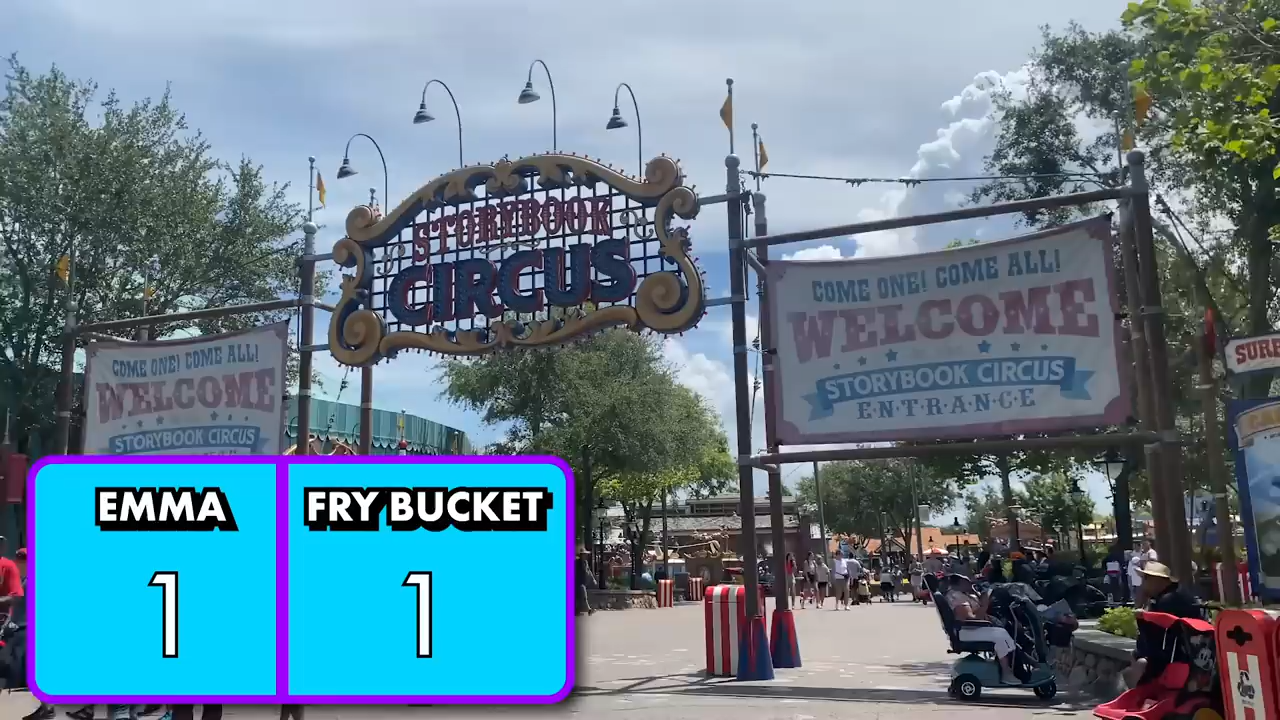 STORYBOOK
CIRCUS
COME ONE! COME ALL!
WELCOME
STORYBOOK CIRCUS
COME ONE! COME ALL!
WELCOME
STORYBOOK CIRCUS
E·N·T·R·A·N·C·E
EMMA
FRY BUCKET
1
1